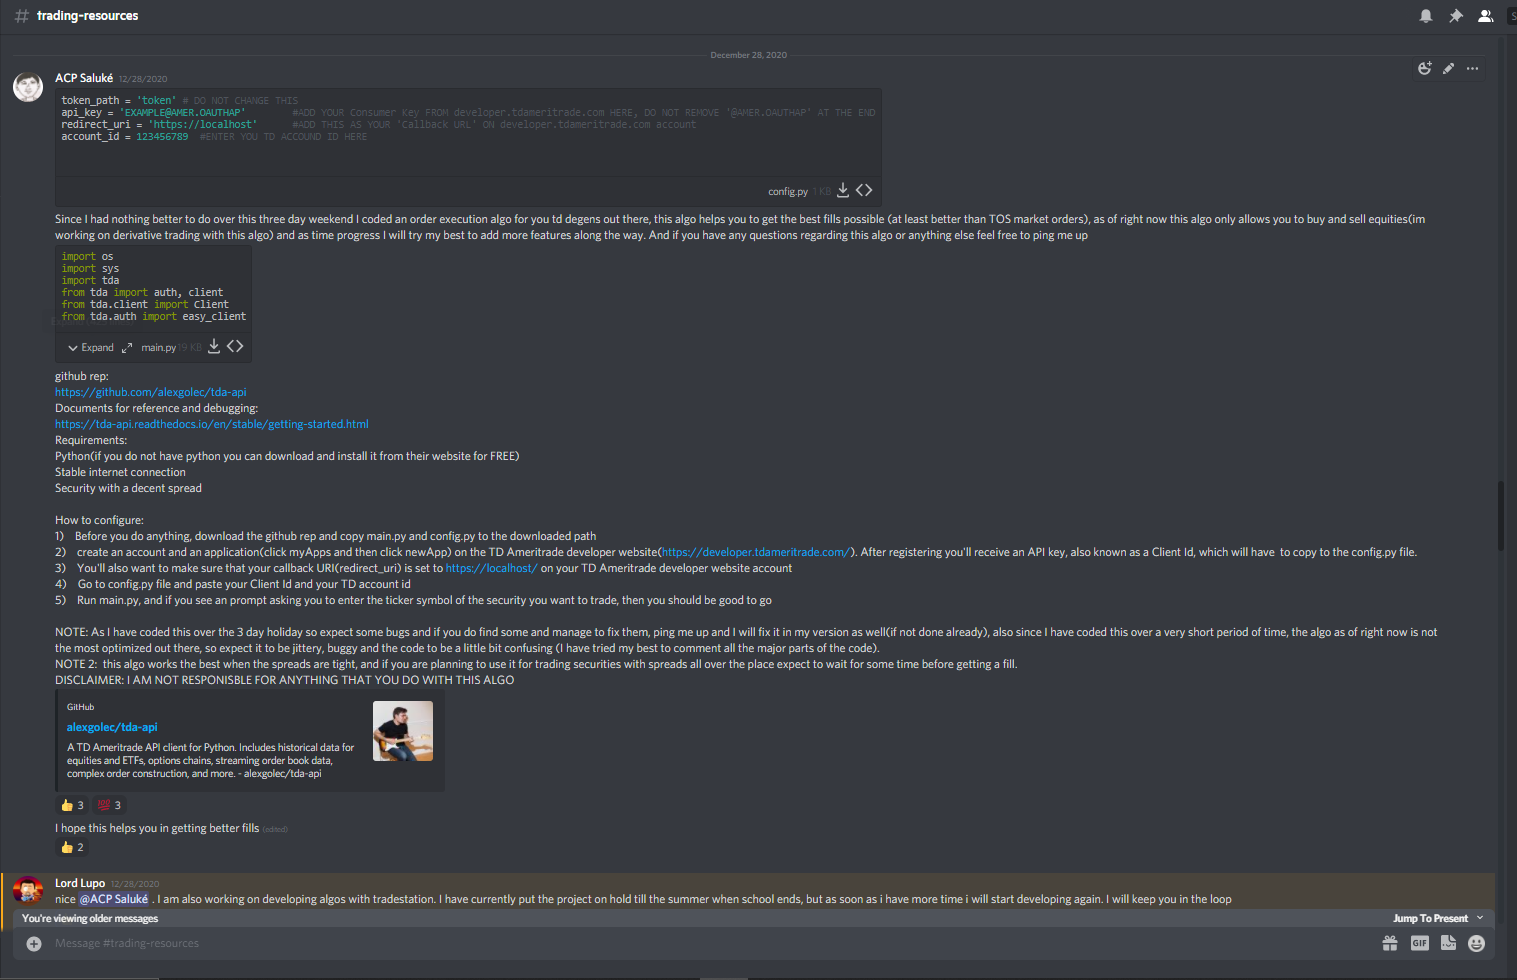 # trading-resources
December 28, 2020
ACP Saluké 12/28/2020
token_path = 'token' # DO NOT CHANGE THIS
api_key = 'EXAMPLE@AMER.OAUTHAP' #ADD YOUR Consumer Key FROM developer.tdameritrade.com HERE, DO NOT REMOVE '@AMER.OAUTHAP' AT THE END
redirect_uri = 'https://localhost' #ADD THIS AS YOUR 'Callback URL' ON developer.tdameritrade.com account
account_id = 123456789 #ENTER YOU TD ACCOUND ID HERE
config.py 1 KB
Since I had nothing better to do over this three day weekend I coded an order execution algo for you td degens out there, this algo helps you to get the best fills possible (at least better than TOS market orders), as of right now this algo only allows you to buy and sell equities(im
working on derivative trading with this algo) and as time progress I will try my best to add more features along the way. And if you have any questions regarding this algo or anything else feel free to ping me up
import os
import sys
import tda
from tda import auth, client
from tda.client import Client
from tda.auth import easy_client
Expand main.py 19 KB
github rep:
https://github.com/alexgolec/tda-api
Documents for reference and debugging:
https://tda-api.readthedocs.io/en/stable/getting-started.html
Requirements:
Python(if you do not have python you can download and install it from their website for FREE)
Stable internet connection
Security with a decent spread
How to configure:
1) Before you do anything, download the github rep and copy main.py and config.py to the downloaded path
2) create an account and an application(click myApps and then click newApp) on the TD Ameritrade developer website(https://developer.tdameritrade.com/). After registering you'll receive an API key, also known as a Client Id, which will have to copy to the config.py file.
3) You'll also want to make sure that your callback URI(redirect_uri) is set to https://localhost/ on your TD Ameritrade developer website account
4) Go to config.py file and paste your Client Id and your TD account id
5) Run main.py, and if you see an prompt asking you to enter the ticker symbol of the security you want to trade, then you should be good to go
NOTE: As I have coded this over the 3 day holiday so expect some bugs and if you do find some and manage to fix them, ping me up and I will fix it in my version as well(if not done already), also since I have coded this over a very short period of time, the algo as of right now is not
the most optimized out there, so expect it to be jittery, buggy and the code to be a little bit confusing (I have tried my best to comment all the major parts of the code).
NOTE 2: this algo works the best when the spreads are tight, and if you are planning to use it for trading securities with spreads all over the place expect to wait for some time before getting a fill.
DISCLAIMER: I AM NOT RESPONISBLE FOR ANYTHING THAT YOU DO WITH THIS ALGO
GitHub
alexgolec/tda-api
A TD Ameritrade API client for Python. Includes historical data for
equities and ETFs, options chains, streaming order book data,
complex order construction, and more. - alexgolec/tda-api
3 3
I hope this helps you in getting better fills (edited)
2
Lord Lupo 12/28/2020
nice @ACP Saluké . I am also working on developing algos with tradestation. I have currently put the project on hold till the summer when school ends, but as soon as i have more time i will start developing again. I will keep you in the loop
You're viewing older messages Jump To Present
Message #trading-resources GIF